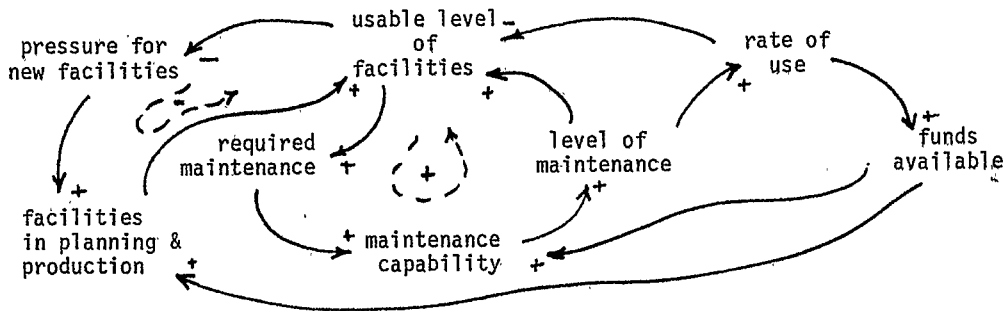 usable level -
of
facilities
+
+
pressure for
new facilities -
-
rate of
use
+
required
maintenance +
+
level of
maintenance
+
+
funds
available
+
facilities
in planning &
production +
+ maintenance
capability +